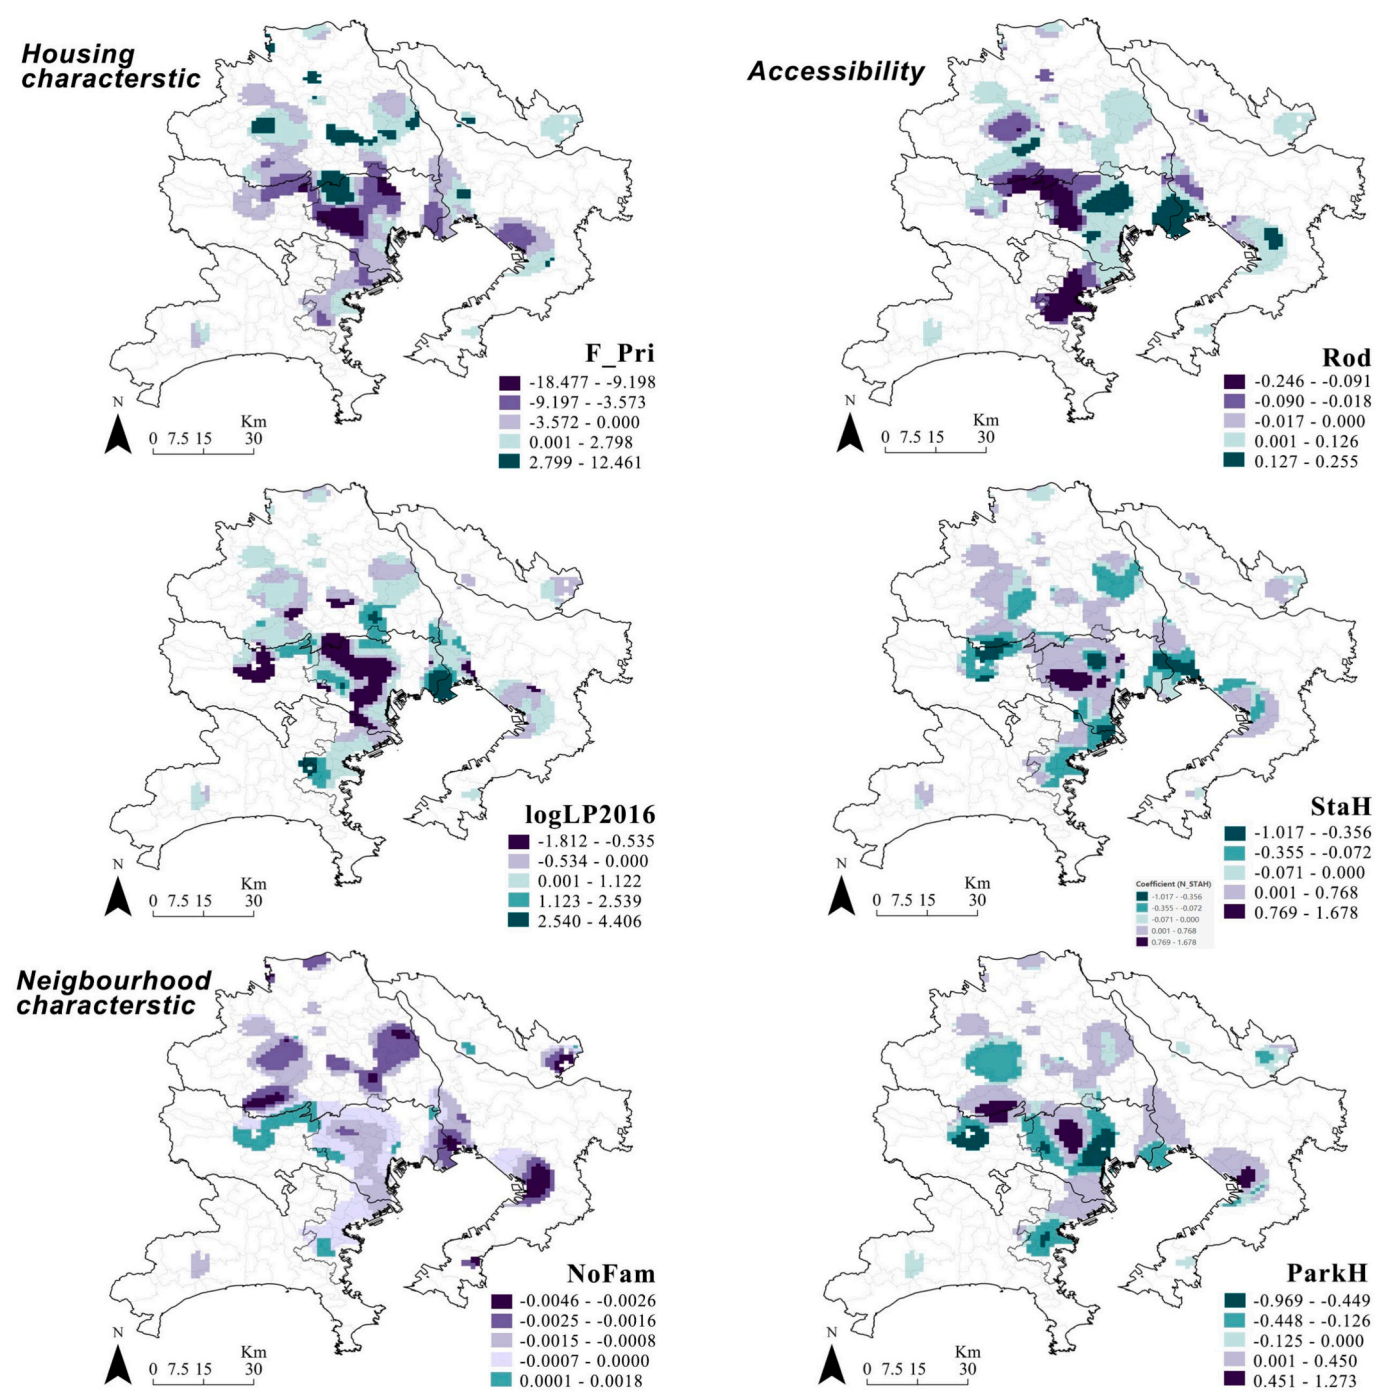 Housing
characterstic
F_Pri
-18.477 - -9.198
-9.197 - -3.573
-3.572 - 0.000
0.001 - 2.798
2.799 - 12.461
N
Km
0 7.5 15 30
Accessibility
Rod
-0.246 - -0.091
-0.090 - -0.018
-0.017 - 0.000
0.001 - 0.126
0.127 - 0.255
N
Km
0 7.5 15 30
logLP2016
-1.812 - -0.535
-0.534 - 0.000
0.001 - 1.122
1.123 - 2.539
2.540 - 4.406
N
Km
0 7.5 15 30
StaH
-1.017 - -0.356
-0.355 - -0.072
-0.071 - 0.000
0.001 - 0.768
0.769 - 1.678
Coefficient (N_STAH)
-1.017 - -0.356
-0.355 - -0.072
-0.071 - 0.000
0.001 - 0.768
0.769 - 1.678
N
Km
0 7.5 15 30
Neigbourhood
characterstic
NoFam
-0.0046 - -0.0026
-0.0025 - -0.0016
-0.0015 - -0.0008
-0.0007 - 0.0000
0.0001 - 0.0018
N
Km
0 7.5 15 30
ParkH
-0.969 - -0.449
-0.448 - -0.126
-0.125 - 0.000
0.001 - 0.450
0.451 - 1.273
N
Km
0 7.5 15 30